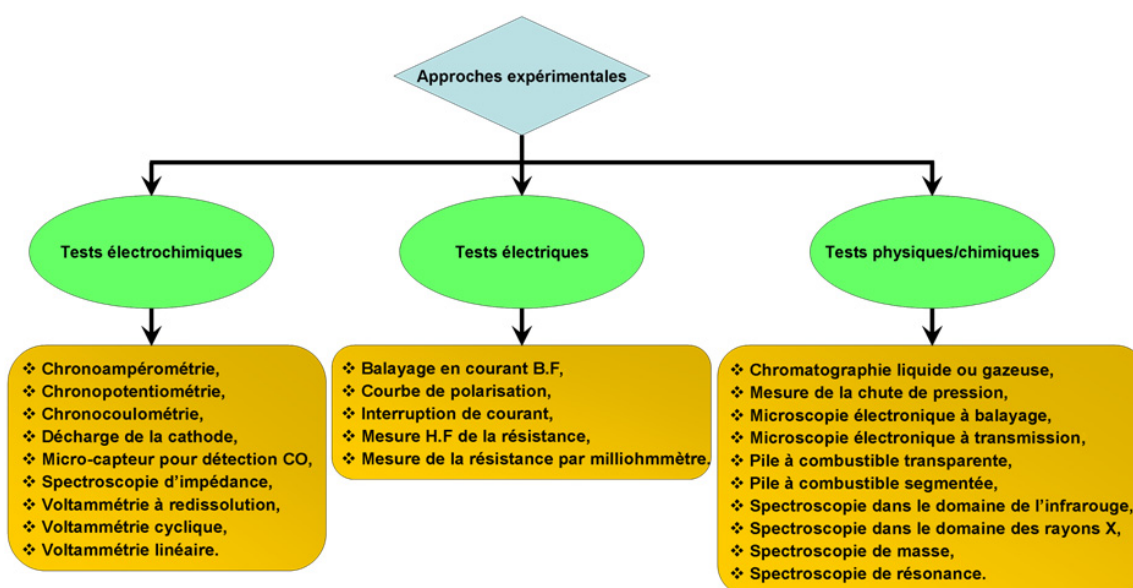 Approches expérimentales
Tests électrochimiques
Tests électriques
Tests physiques/chimiques
❖ Chronoampérométrie,
❖ Chronopotentiométrie,
❖ Chronocoulométrie,
❖ Décharge de la cathode,
❖ Micro-capteur pour détection CO,
❖ Spectroscopie d’impédance,
❖ Voltammétrie à redissolution,
❖ Voltammétrie cyclique,
❖ Voltammétrie linéaire.
❖ Balayage en courant B.F,
❖ Courbe de polarisation,
❖ Interruption de courant,
❖ Mesure H.F de la résistance,
❖ Mesure de la résistance par milliohmmètre.
❖ Chromatographie liquide ou gazeuse,
❖ Mesure de la chute de pression,
❖ Microscopie électronique à balayage,
❖ Microscopie électronique à transmission,
❖ Pile à combustible transparente,
❖ Pile à combustible segmentée,
❖ Spectroscopie dans le domaine de l’infrarouge,
❖ Spectroscopie dans le domaine des rayons X,
❖ Spectroscopie de masse,
❖ Spectroscopie de résonance.